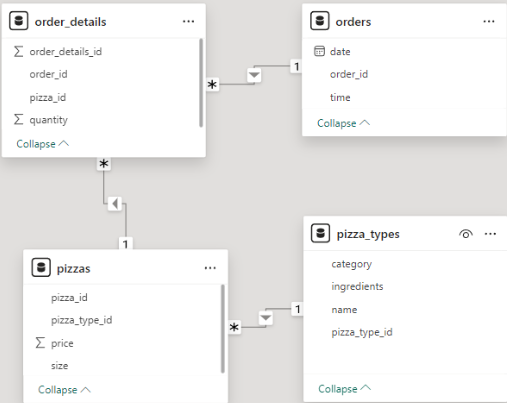 order_details
Σ order_details_id
order_id
pizza_id
Σ quantity
Collapse
orders
date
order_id
time
Collapse
* 1
*
1
pizzas
pizza_id
pizza_type_id
Σ price
size
Collapse
* 1
pizza_types
category
ingredients
name
pizza_type_id
Collapse